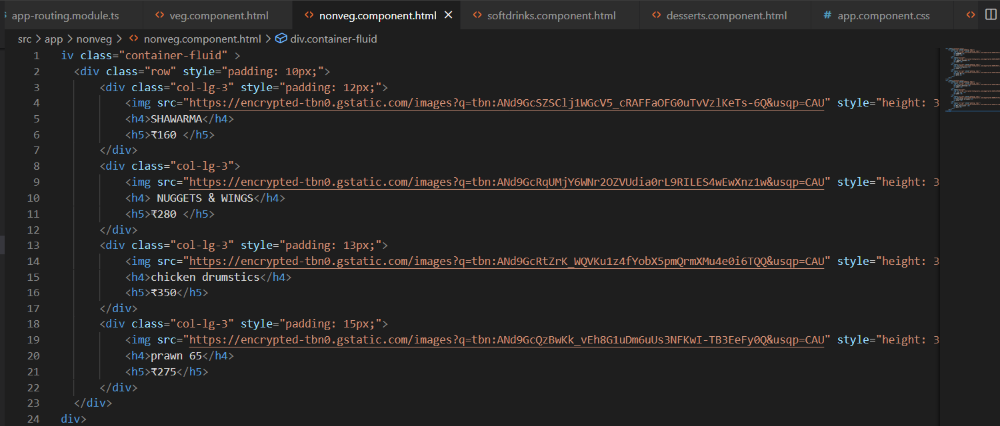 app-routing.module.ts veg.component.html nonveg.component.html softdrinks.component.html desserts.component.html # app.component.css
src > app > nonveg > nonveg.component.html > div.container-fluid
1 iv class="container-fluid" >
2 <div class="row" style="padding: 10px;">
3 <div class="col-lg-3" style="padding: 12px;">
4 <img src="https://encrypted-tbn0.gstatic.com/images?q=tbn:ANd9GcSZSClj1WGcV5_cRAFFaOFG0uTvVzlKeTs-6Q&usqp=CAU" style="height: 3
5 <h4>SHAWARMA</h4>
6 <h5>₹160 </h5>
7 </div>
8 <div class="col-lg-3">
9 <img src="https://encrypted-tbn0.gstatic.com/images?q=tbn:ANd9GcRqUMjY6WNr2OZVUdia0rL9RILES4wEwXnz1w&usqp=CAU" style="height: 3
10 <h4> NUGGETS & WINGS</h4>
11 <h5>₹280 </h5>
12 </div>
13 <div class="col-lg-3" style="padding: 13px;">
14 <img src="https://encrypted-tbn0.gstatic.com/images?q=tbn:ANd9GcRtZrK_WQVKu1z4fYobX5pmQrmXMu4e0i6TQQ&usqp=CAU" style="height: 3
15 <h4>chicken drumstics</h4>
16 <h5>₹350</h5>
17 </div>
18 <div class="col-lg-3" style="padding: 15px;">
19 <img src="https://encrypted-tbn0.gstatic.com/images?q=tbn:ANd9GcQzBwKk_vEh8G1uDm6uUs3NFKwI-TB3EeFy0Q&usqp=CAU" style="height: 3
20 <h4>prawn 65</h4>
21 <h5>₹275</h5>
22 </div>
23 </div>
24 div>